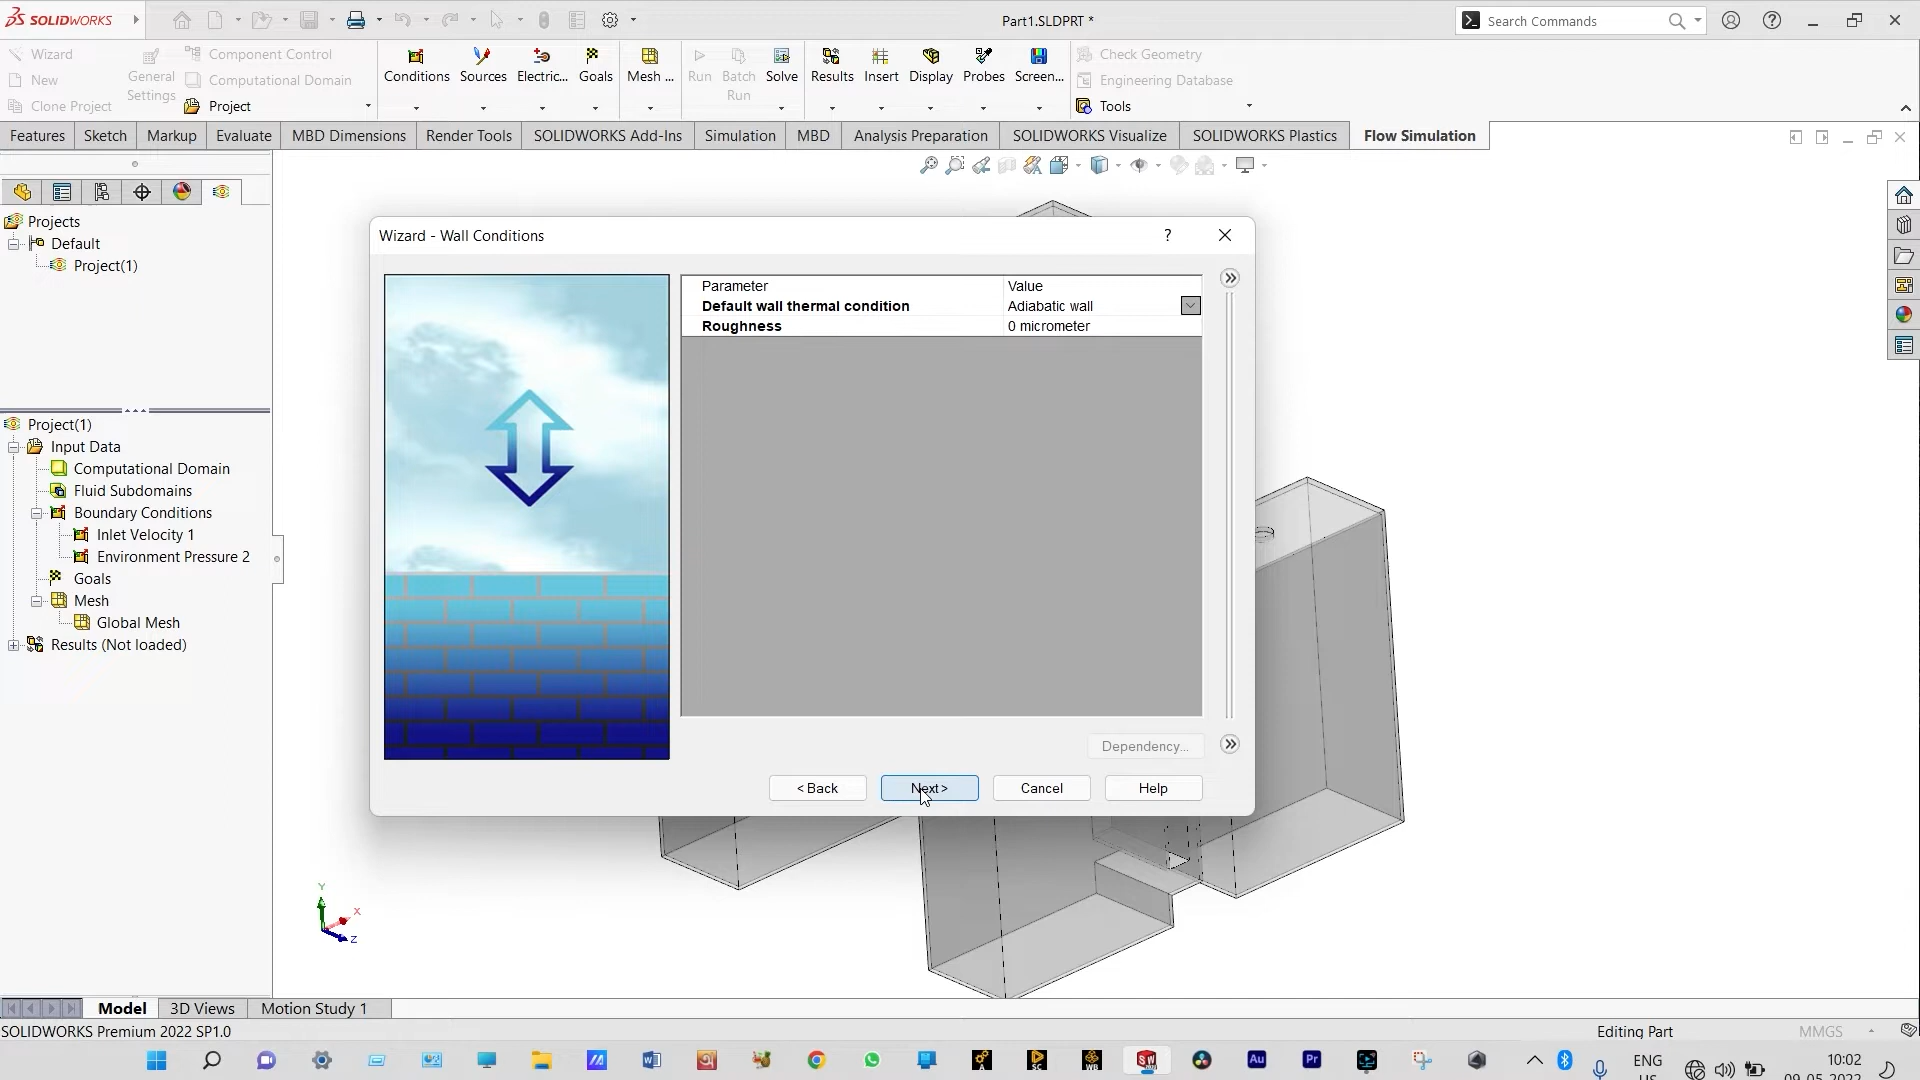 SOLIDWORKS
Part1.SLDPRT *
Search Commands
Wizard
New
Clone Project
General
Settings
Component Control
Computational Domain
Project
Conditions
Sources
Electric...
Goals
Mesh ...
Run
Batch
Run
Solve
Results
Insert
Display
Probes
Screen...
Check Geometry
Engineering Database
Tools
Features
Sketch
Markup
Evaluate
MBD Dimensions
Render Tools
SOLIDWORKS Add-Ins
Simulation
MBD
Analysis Preparation
SOLIDWORKS Visualize
SOLIDWORKS Plastics
Flow Simulation
Projects
Default
Project(1)
Project(1)
Input Data
Computational Domain
Fluid Subdomains
Boundary Conditions
Inlet Velocity 1
Environment Pressure 2
Goals
Mesh
Global Mesh
Results (Not loaded)
Wizard - Wall Conditions
?
Parameter Value
Default wall thermal condition Adiabatic wall
Roughness 0 micrometer
Dependency...
< Back
Next >
Cancel
Help
Y
X
Z
Model
3D Views
Motion Study 1
SOLIDWORKS Premium 2022 SP1.0
Editing Part
MMGS
ENG
10:02
09-05-2022